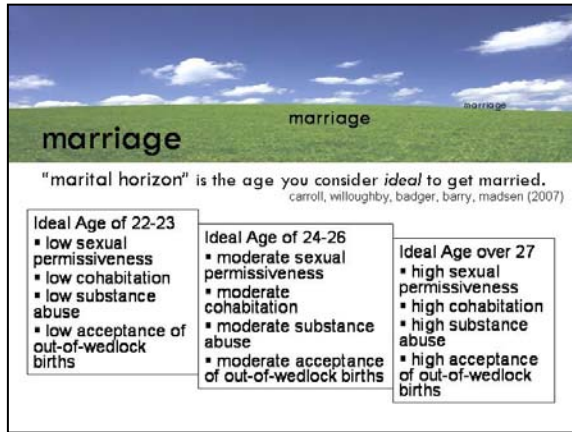 marriage
marriage
marriage
"marital horizon" is the age you consider ideal to get married.
carroll, willoughby, badger, barry, madsen (2007)
Ideal Age of 22-23
▪ low sexual
permissiveness
▪ low cohabitation
▪ low substance
abuse
▪ low acceptance of
out-of-wedlock
births
Ideal Age of 24-26
▪ moderate sexual
permissiveness
▪ moderate
cohabitation
▪ moderate substance
abuse
▪ moderate acceptance
of out-of-wedlock births
Ideal Age over 27
▪ high sexual
permissiveness
▪ high cohabitation
▪ high substance
abuse
▪ high acceptance
of out-of-wedlock
births